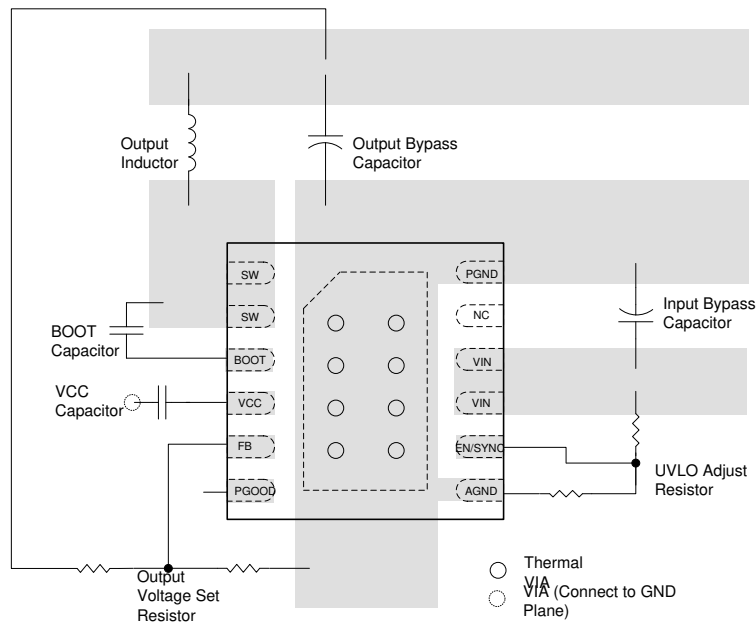 Output
Inductor
Output Bypass
Capacitor
SW
PGND
SW
NC
Input Bypass
Capacitor
BOOT
Capacitor
BOOT
VIN
VCC
Capacitor
VCC
VIN
FB
EN/SYNC
UVLO Adjust
Resistor
PGOOD
AGND
Output
Voltage Set
Resistor
Thermal
VIA
VIA (Connect to GND
Plane)